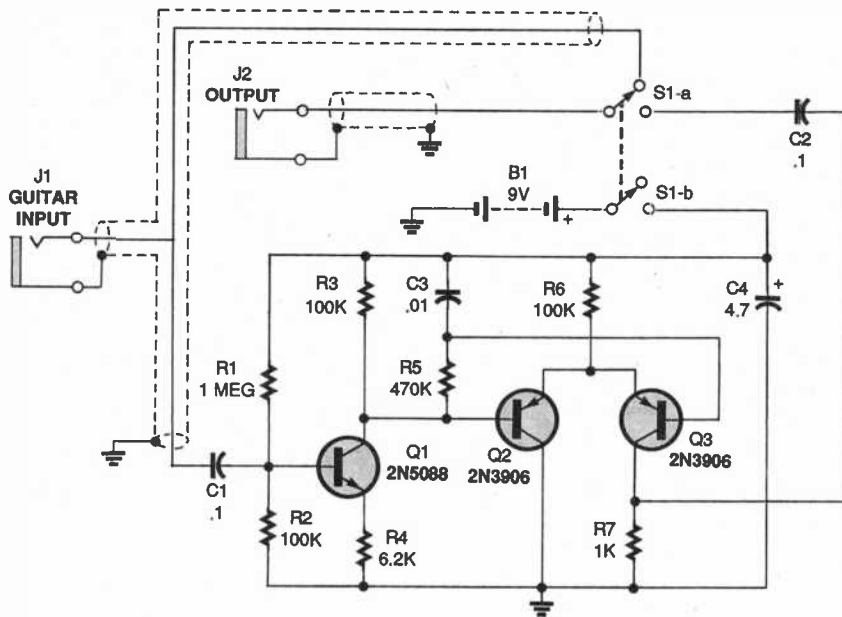 J2
OUTPUT
S1-a
C2
.1
J1
GUITAR
INPUT
B1
9V
+
S1-b
R3
100K
C3
.01
R6
100K
C4
4.7
+
R1
1 MEG
R5
470K
Q1
2N5088
Q2
2N3906
Q3
2N3906
C1
.1
R2
100K
R4
6.2K
R7
1K